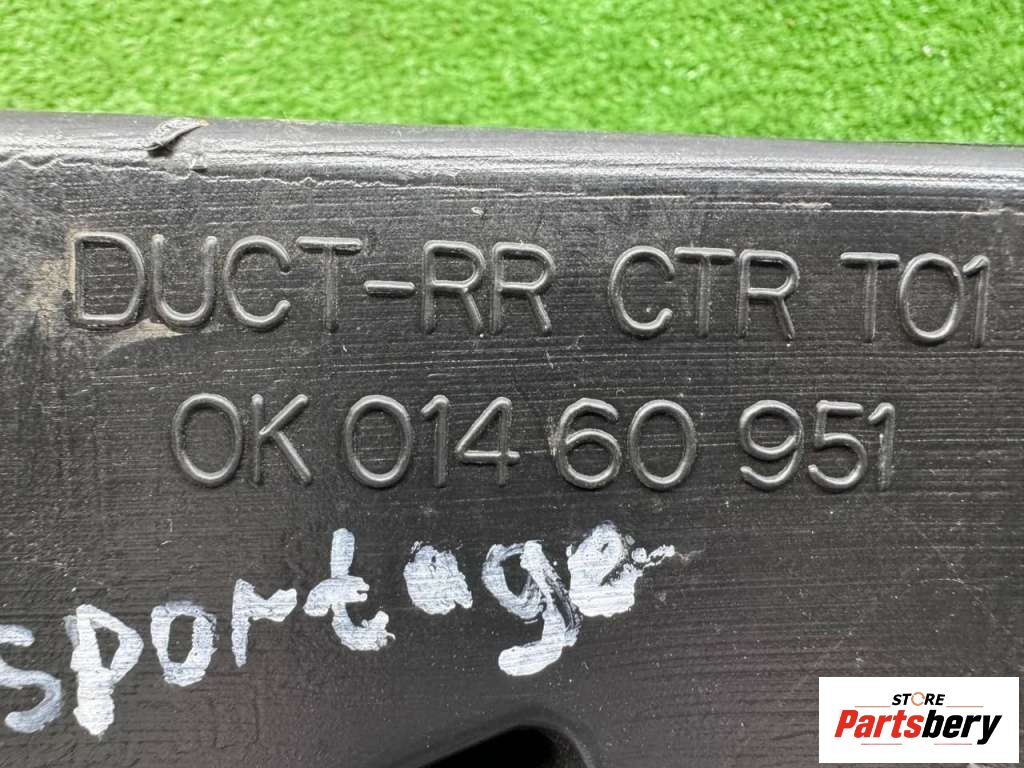 DUCT-RR CTR T01
0K 014 60 951
sportage
STORE
Partsbery